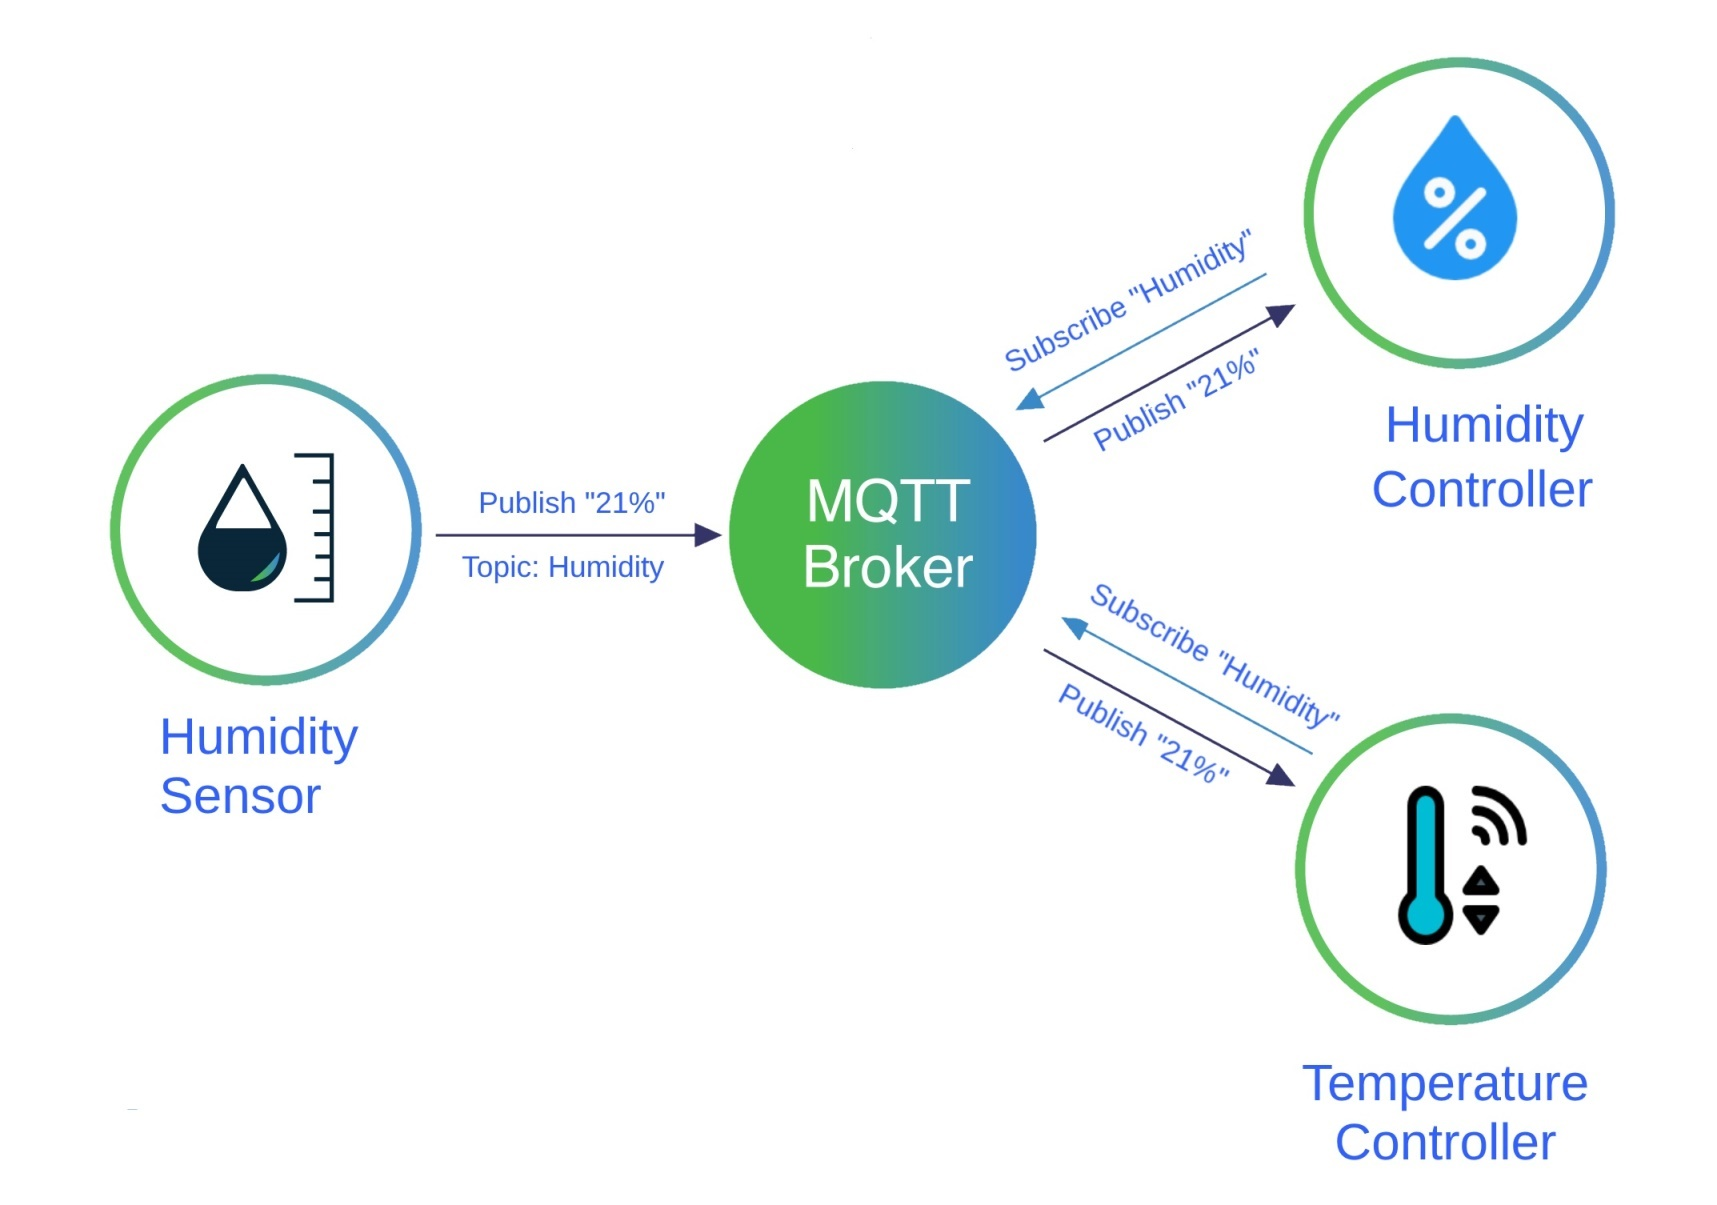 Subscribe "Humidity"
Publish "21%"
Humidity
Controller
Publish "21%"
Topic: Humidity
MQTT
Broker
Humidity
Sensor
Subscribe "Humidity"
Publish "21%"
Temperature
Controller